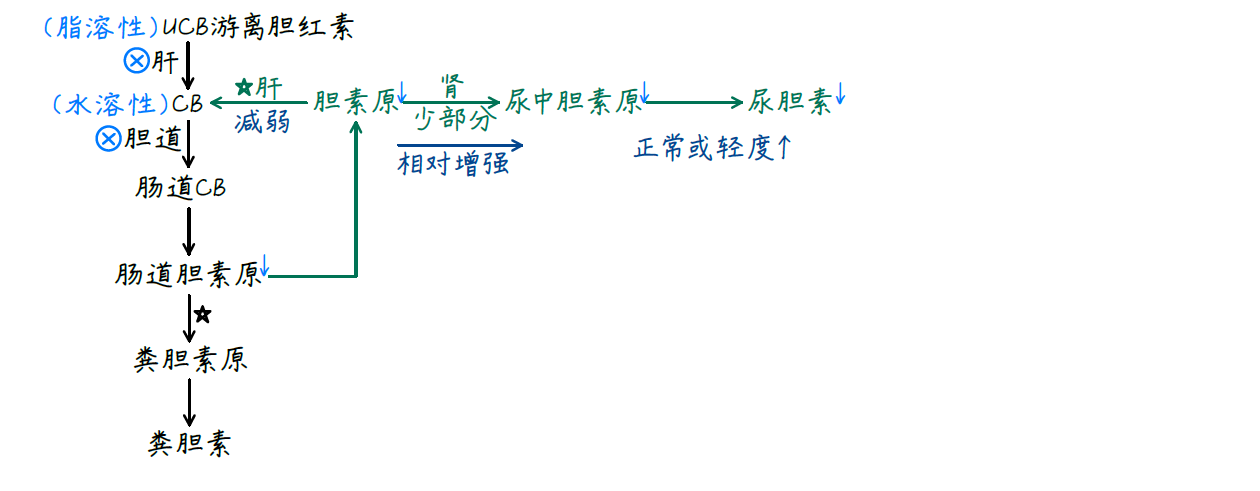 (脂溶性)UCB游离胆红素
⊗肝
(水溶性)CB ☆肝 胆素原↓ 肾 尿中胆素原↓ 尿胆素↓
减弱 少部分
⊗胆道
相对增强 正常或轻度↑
肠道CB
肠道胆素原↓
☆
粪胆素原
粪胆素